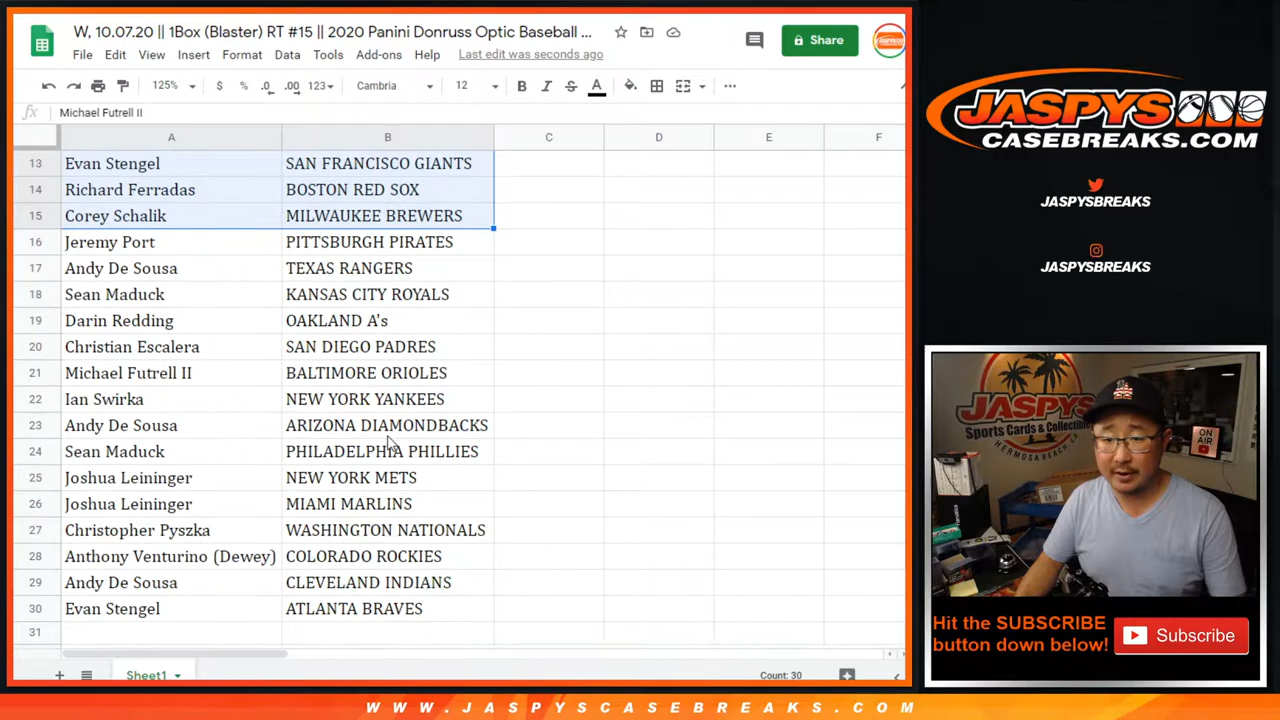 W, 10.07.20 || 1Box (Blaster) RT #15 || 2020 Panini Donruss Optic Baseball ...
File Edit View Insert Format Data Tools Add-ons Help Last edit was seconds ago
Share
125% $ % .0 .00 123 Cambria 12 B I S A
fx Michael Futrell II
A B C D E F
13 Evan Stengel SAN FRANCISCO GIANTS
14 Richard Ferradas BOSTON RED SOX
15 Corey Schalik MILWAUKEE BREWERS
16 Jeremy Port PITTSBURGH PIRATES
17 Andy De Sousa TEXAS RANGERS
18 Sean Maduck KANSAS CITY ROYALS
19 Darin Redding OAKLAND A's
20 Christian Escalera SAN DIEGO PADRES
21 Michael Futrell II BALTIMORE ORIOLES
22 Ian Swirka NEW YORK YANKEES
23 Andy De Sousa ARIZONA DIAMONDBACKS
24 Sean Maduck PHILADELPHIA PHILLIES
25 Joshua Leininger NEW YORK METS
26 Joshua Leininger MIAMI MARLINS
27 Christopher Pyszka WASHINGTON NATIONALS
28 Anthony Venturino (Dewey) COLORADO ROCKIES
29 Andy De Sousa CLEVELAND INDIANS
30 Evan Stengel ATLANTA BRAVES
31
Sheet1 Count: 30
JASPYS
CASEBREAKS.COM
JASPYSBREAKS
JASPYSBREAKS
JASPY'S
Sports Cards & Collectibles
HERMOSA BEACH,
ON AIR
Hit the SUBSCRIBE
button down below!
Subscribe
WWW.JASPYSCASEBREAKS.COM